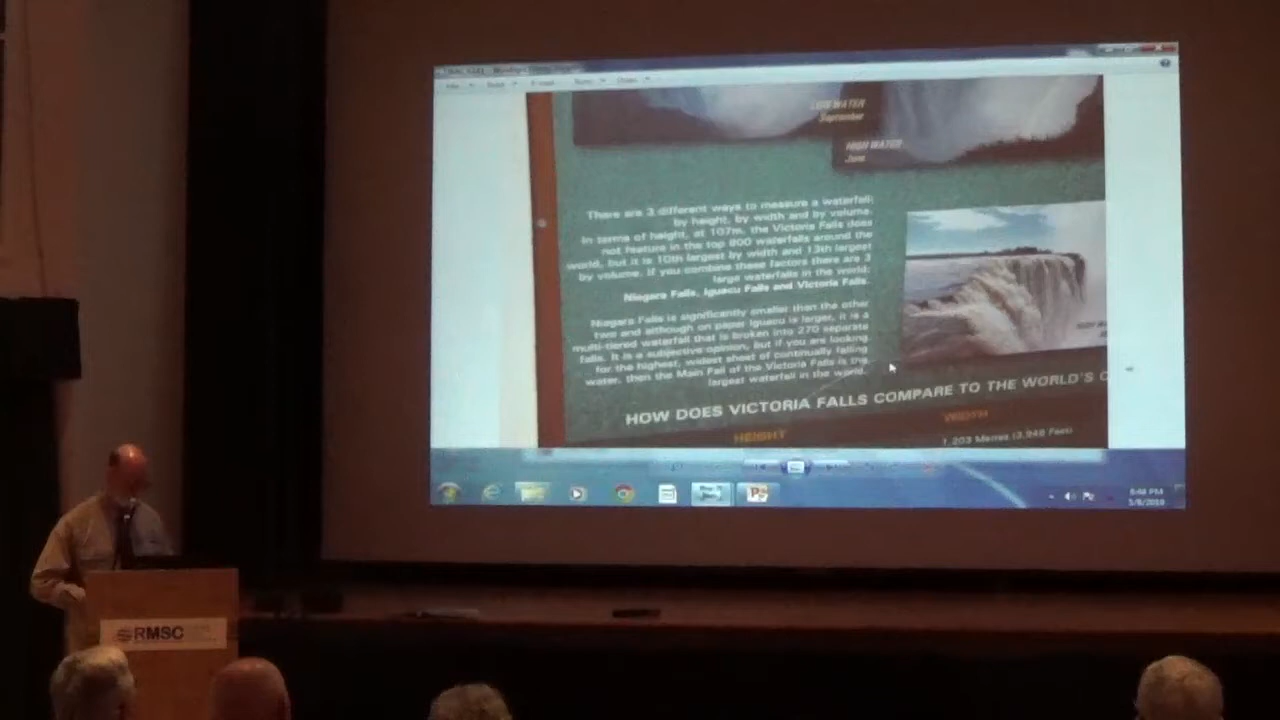 LOW WATER
September
HIGH WATER
June
There are 3 different ways to measure a waterfall:
by height, by width and by volume.
In terms of height, at 107m, the Victoria Falls does
not feature in the top 800 waterfalls around the
world, but it is 10th largest by width and 13th largest
by volume. If you combine these factors there are 3
large waterfalls in the world:
Niagara Falls, Iguacu Falls and Victoria Falls.
Niagara Falls is significantly smaller than the other
two and although on paper Iguacu is larger, it is a
multi-tiered waterfall that is broken into 270 separate
falls. It is a subjective opinion, but if you are looking
for the highest, widest sheet of continually falling
water, then the Main Fall of the Victoria Falls is the
largest waterfall in the world.
HOW DOES VICTORIA FALLS COMPARE TO THE WORLD'S
HEIGHT
WIDTH
1,203 Metres (3,948 Feet)
5:48 PM
RMSC